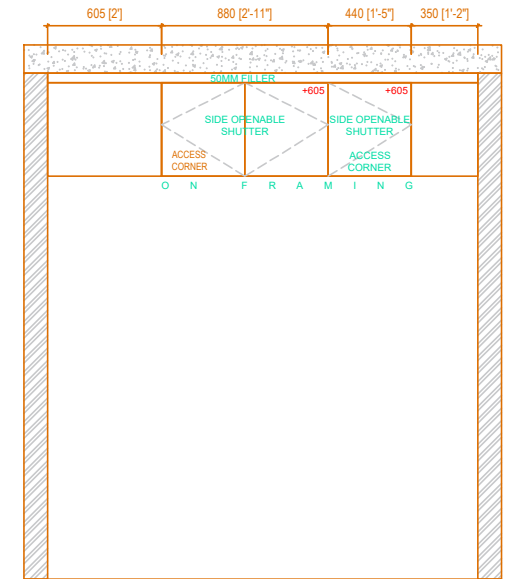 605 [2'] 880 [2'-11"] 440 [1'-5"] 350 [1'-2"]
50MM FILLER
+605 +605
SIDE OPENABLE
SHUTTER
SIDE OPENABLE
SHUTTER
ACCESS
CORNER
ACCESS
CORNER
O N F R A M I N G